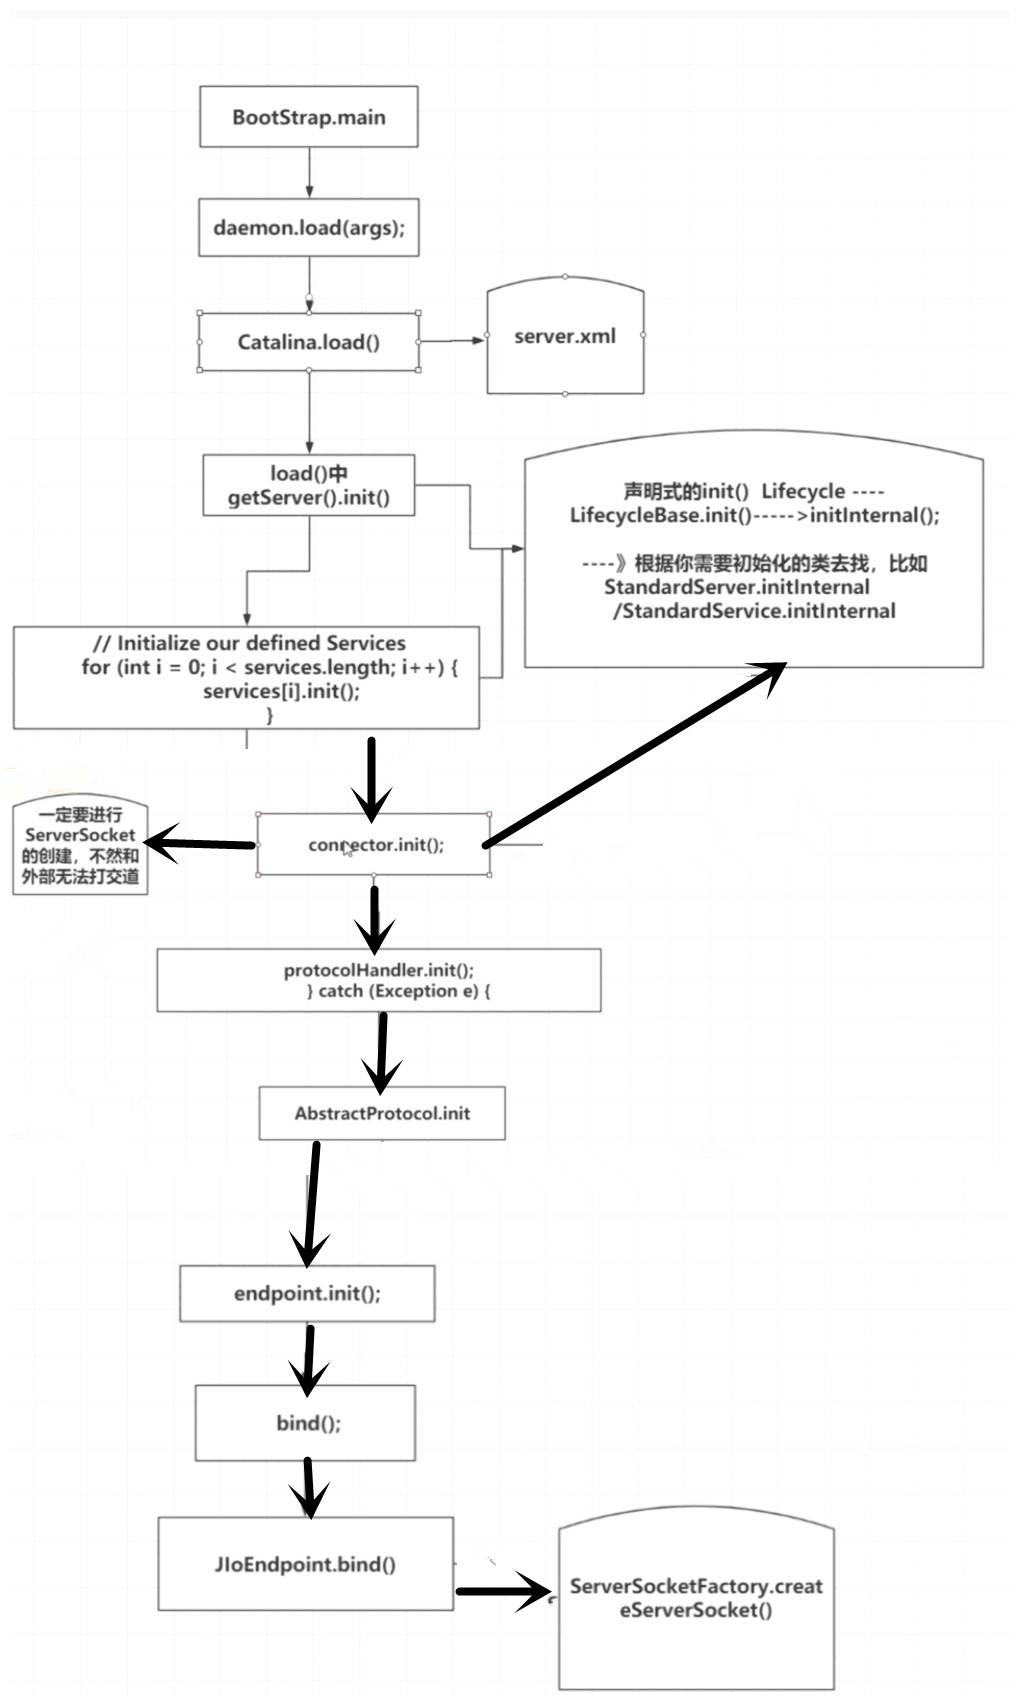 BootStrap.main
daemon.load(args);
Catalina.load()
server.xml
load()中
getServer().init()
声明式的init()  Lifecycle ----
LifecycleBase.init()----->initInternal();
----》根据你需要初始化的类去找，比如
StandardServer.initInternal
/StandardService.initInternal
// Initialize our defined Services
for (int i = 0; i < services.length; i++) {
services[i].init();
}
一定要进行
ServerSocket
的创建，不然和
外部无法打交道
connector.init();
protocolHandler.init();
} catch (Exception e) {
AbstractProtocol.init
endpoint.init();
bind();
JIoEndpoint.bind()
ServerSocketFactory.creat
eServerSocket()